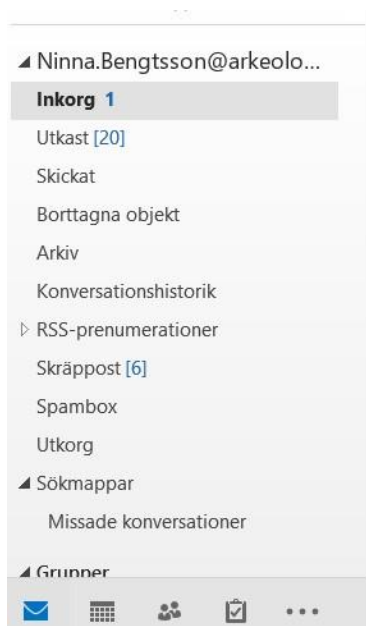 Ninna.Bengtsson@arkeolo...
Inkorg 1
Utkast [20]
Skickat
Borttagna objekt
Arkiv
Konversationshistorik
RSS-prenumerationer
Skräppost [6]
Spambox
Utkorg
Sökmappar
Missade konversationer
Grupper